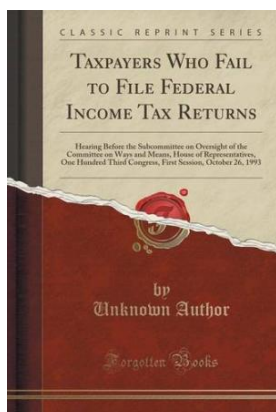 CLASSIC REPRINT SERIES
TAXPAYERS WHO FAIL
TO FILE FEDERAL
INCOME TAX RETURNS
Hearing Before the Subcommittee on Oversight of the
Committee on Ways and Means, House of Representatives,
One Hundred Third Congress, First Session, October 26, 1993
by
Unknown Author
Forgotten Books